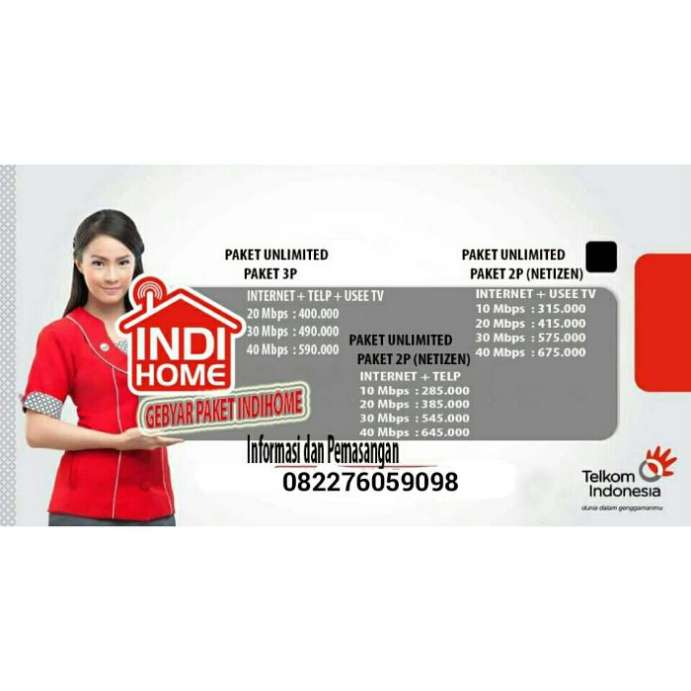 PAKET UNLIMITED
PAKET 3P
INTERNET + TELP + USEE TV
20 Mbps : 400.000
30 Mbps : 490.000
40 Mbps : 590.000
PAKET UNLIMITED
PAKET 2P (NETIZEN)
INTERNET + TELP
10 Mbps : 285.000
20 Mbps : 385.000
30 Mbps : 545.000
40 Mbps : 645.000
PAKET UNLIMITED
PAKET 2P (NETIZEN)
INTERNET + USEE TV
10 Mbps : 315.000
20 Mbps : 415.000
30 Mbps : 575.000
40 Mbps : 675.000
INDI
HOME
GEBYAR PAKET INDIHOME
Informasi dan Pemasangan
082276059098
Telkom
Indonesia
dunia dalam genggamanmu